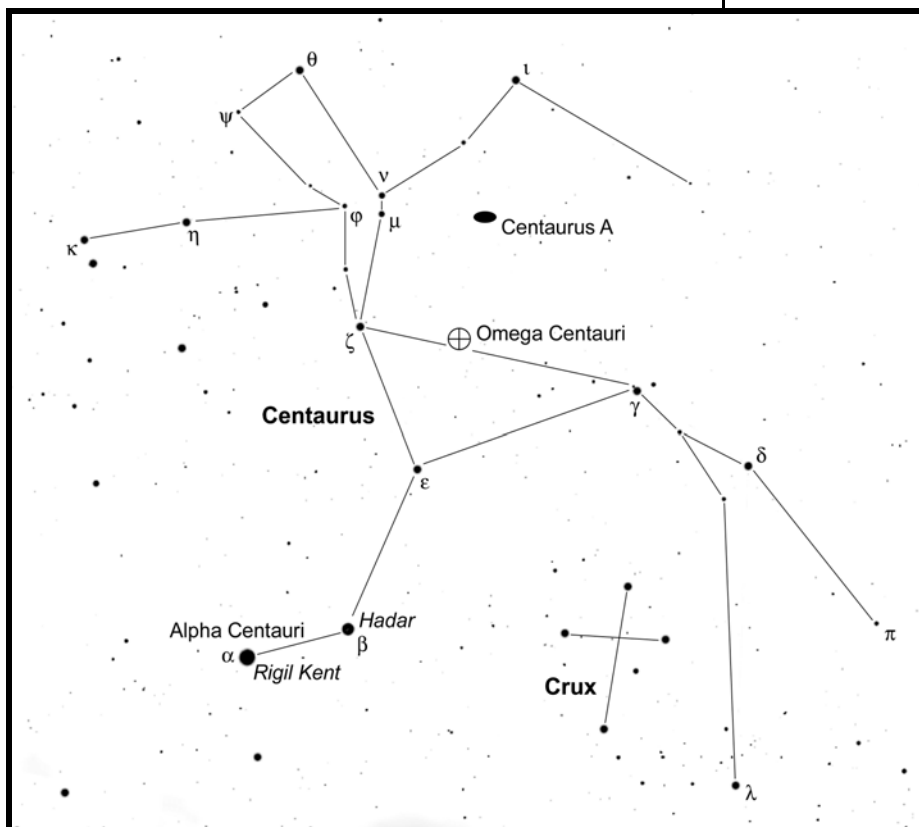 θ
ι
ψ
ν
φ
μ
κ
η
Centaurus A
ζ
Omega Centauri
γ
Centaurus
δ
ε
Alpha Centauri
Hadar
α
β
Rigil Kent
π
Crux
λ